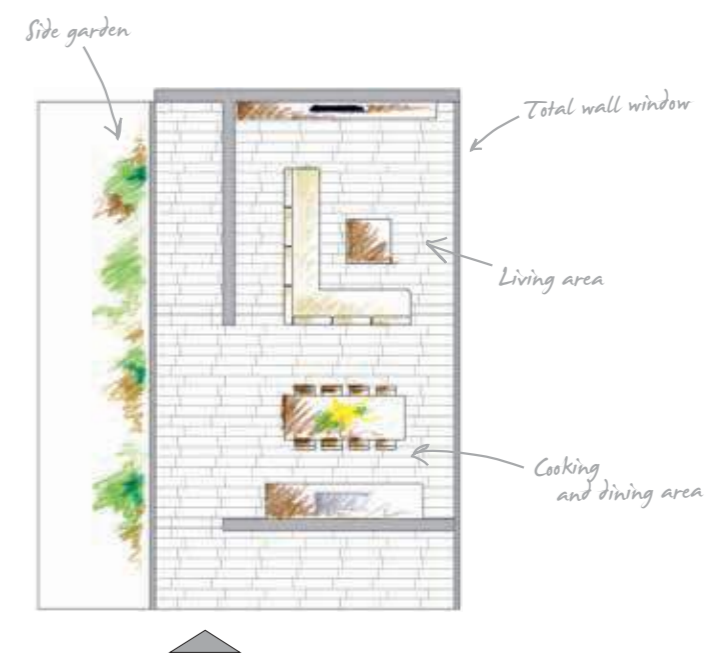 Side garden
Total wall window
Living area
Cooking
and dining area